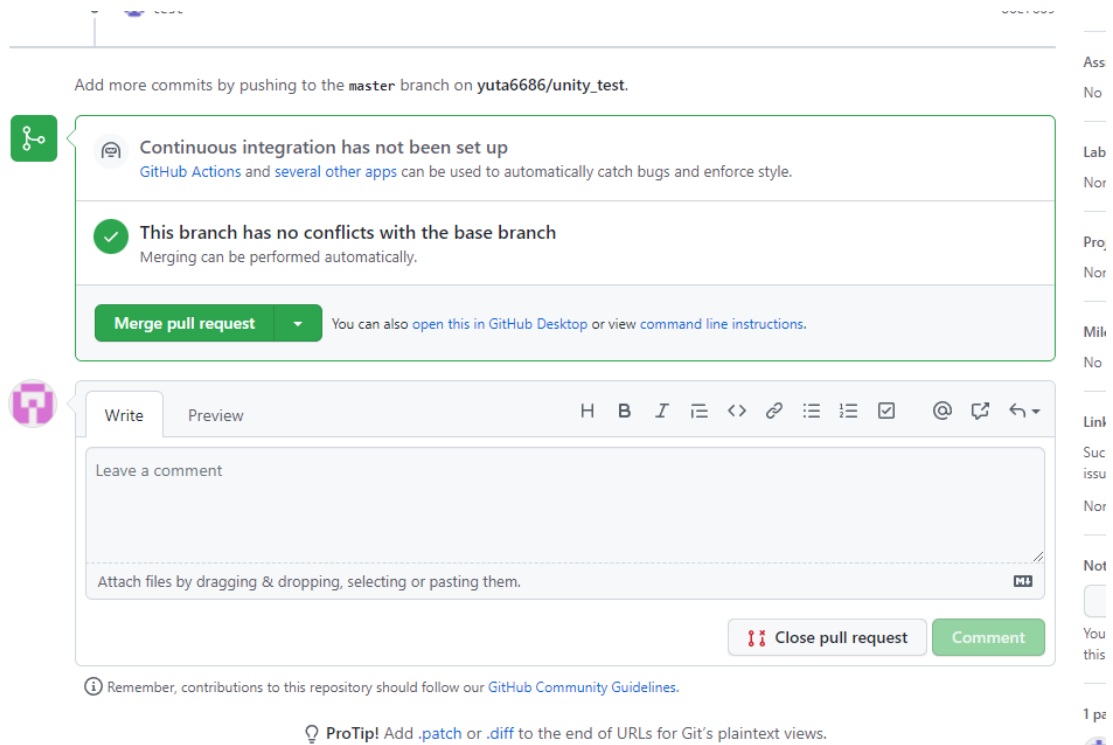 Add more commits by pushing to the master branch on yuta6686/unity_test.
Continuous integration has not been set up
GitHub Actions and several other apps can be used to automatically catch bugs and enforce style.
This branch has no conflicts with the base branch
Merging can be performed automatically.
Merge pull request
You can also open this in GitHub Desktop or view command line instructions.
Write
Preview
Leave a comment
Attach files by dragging & dropping, selecting or pasting them.
Close pull request
Comment
Remember, contributions to this repository should follow our GitHub Community Guidelines.
ProTip! Add .patch or .diff to the end of URLs for Git's plaintext views.
No
No
You
this